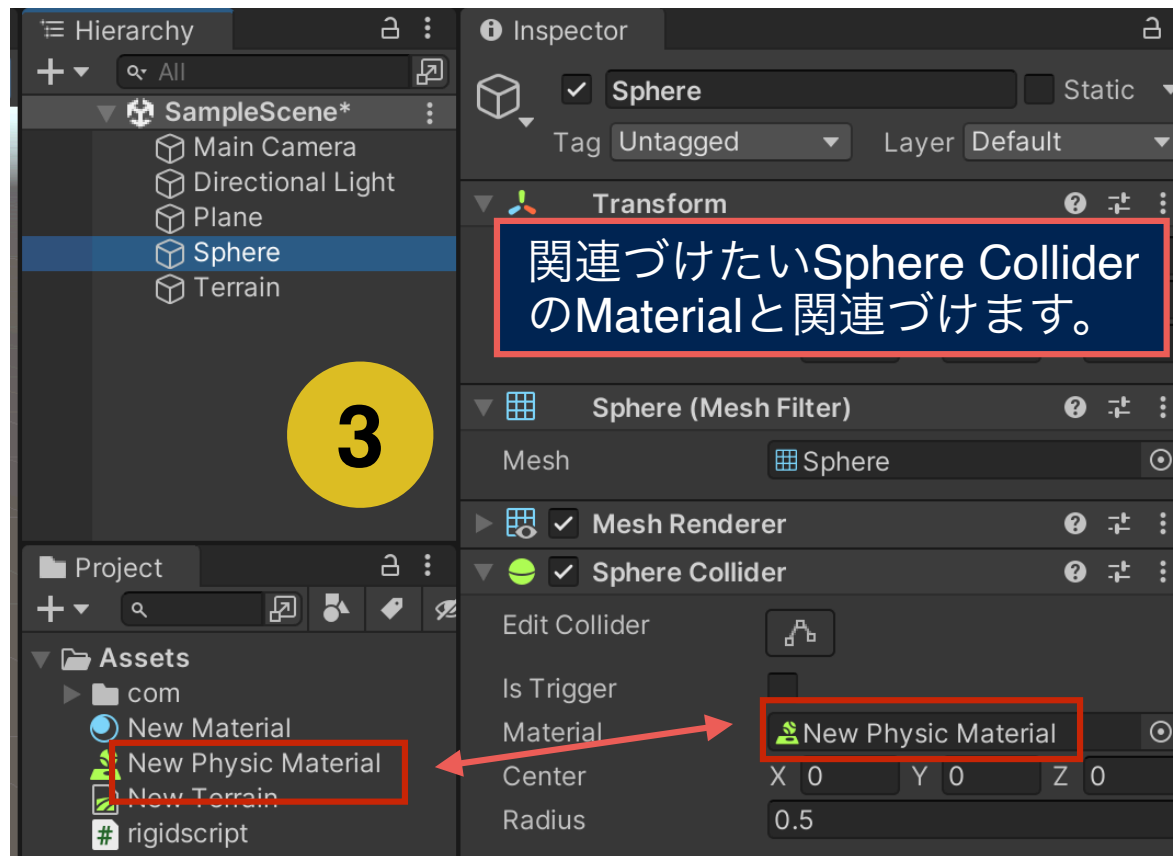 Hierarchy
All
SampleScene*
Main Camera
Directional Light
Plane
Sphere
Terrain
3
Project
Assets
com
New Material
New Physic Material
New Terrain
rigidscript
Inspector
Sphere
Static
Tag Untagged Layer Default
Transform
関連づけたいSphere Collider
のMaterialと関連づけます。
Sphere (Mesh Filter)
Mesh Sphere
Mesh Renderer
Sphere Collider
Edit Collider
Is Trigger
Material New Physic Material
Center X 0 Y 0 Z 0
Radius 0.5